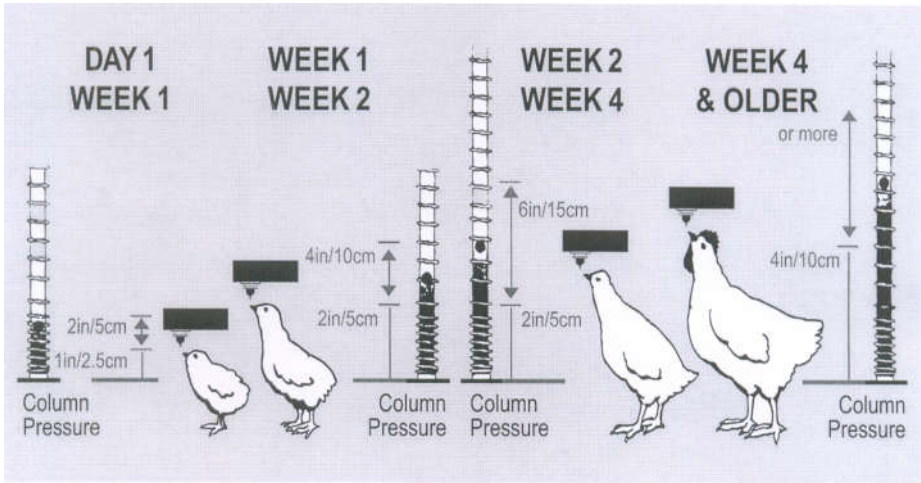 DAY 1
WEEK 1
WEEK 1
WEEK 2
WEEK 2
WEEK 4
WEEK 4
& OLDER
or more
6in/15cm
4in/10cm
4in/10cm
2in/5cm
2in/5cm
2in/5cm
1in/2.5cm
Column
Pressure
Column
Pressure
Column
Pressure
Column
Pressure